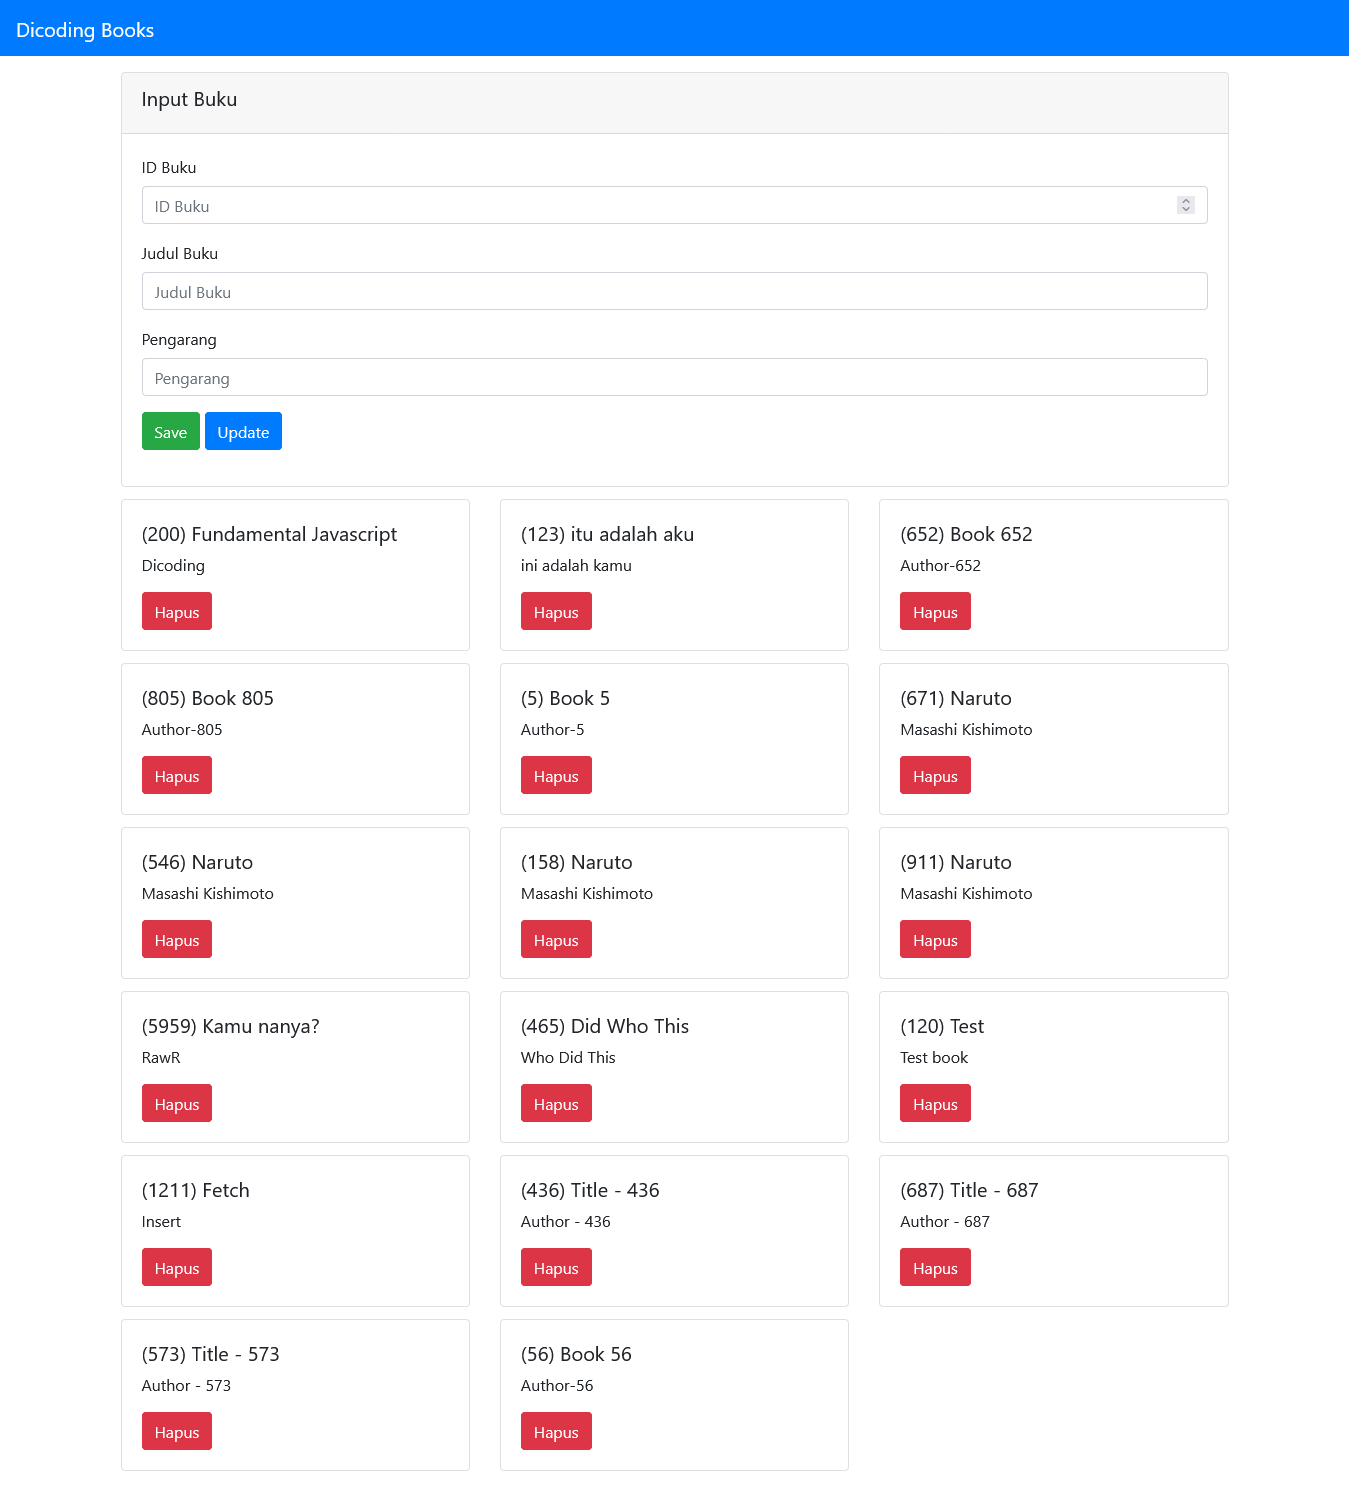 Dicoding Books
Input Buku
ID Buku
ID Buku
Judul Buku
Judul Buku
Pengarang
Pengarang
Save Update
(200) Fundamental Javascript
Dicoding
Hapus
(123) itu adalah aku
ini adalah kamu
Hapus
(652) Book 652
Author-652
Hapus
(805) Book 805
Author-805
Hapus
(5) Book 5
Author-5
Hapus
(671) Naruto
Masashi Kishimoto
Hapus
(546) Naruto
Masashi Kishimoto
Hapus
(158) Naruto
Masashi Kishimoto
Hapus
(911) Naruto
Masashi Kishimoto
Hapus
(5959) Kamu nanya?
RawR
Hapus
(465) Did Who This
Who Did This
Hapus
(120) Test
Test book
Hapus
(1211) Fetch
Insert
Hapus
(436) Title - 436
Author - 436
Hapus
(687) Title - 687
Author - 687
Hapus
(573) Title - 573
Author - 573
Hapus
(56) Book 56
Author-56
Hapus